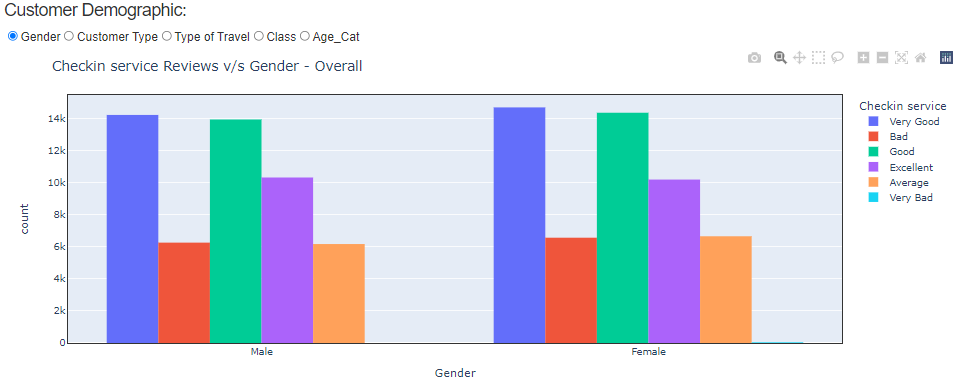 Customer Demographic:
Gender Customer Type Type of Travel Class Age_Cat
Checkin service Reviews v/s Gender - Overall
Checkin service
Very Good
Bad
Good
Excellent
Average
Very Bad
count
14k
12k
10k
8k
6k
4k
2k
0
Male Female
Gender